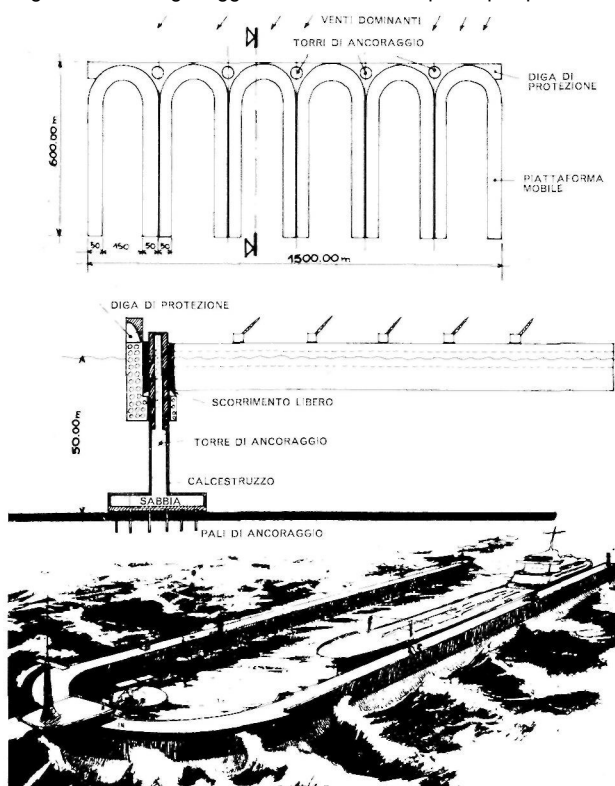 VENTI DOMINANTI
TORRI DI ANCORAGGIO
DIGA DI
PROTEZIONE
600.00 m
PIATTAFORMA
MOBILE
50 150 50 50
1500.00 m
DIGA DI PROTEZIONE
SCORRIMENTO LIBERO
50.00 m
TORRE DI ANCORAGGIO
CALCESTRUZZO
SABBIA
PALI DI ANCORAGGIO